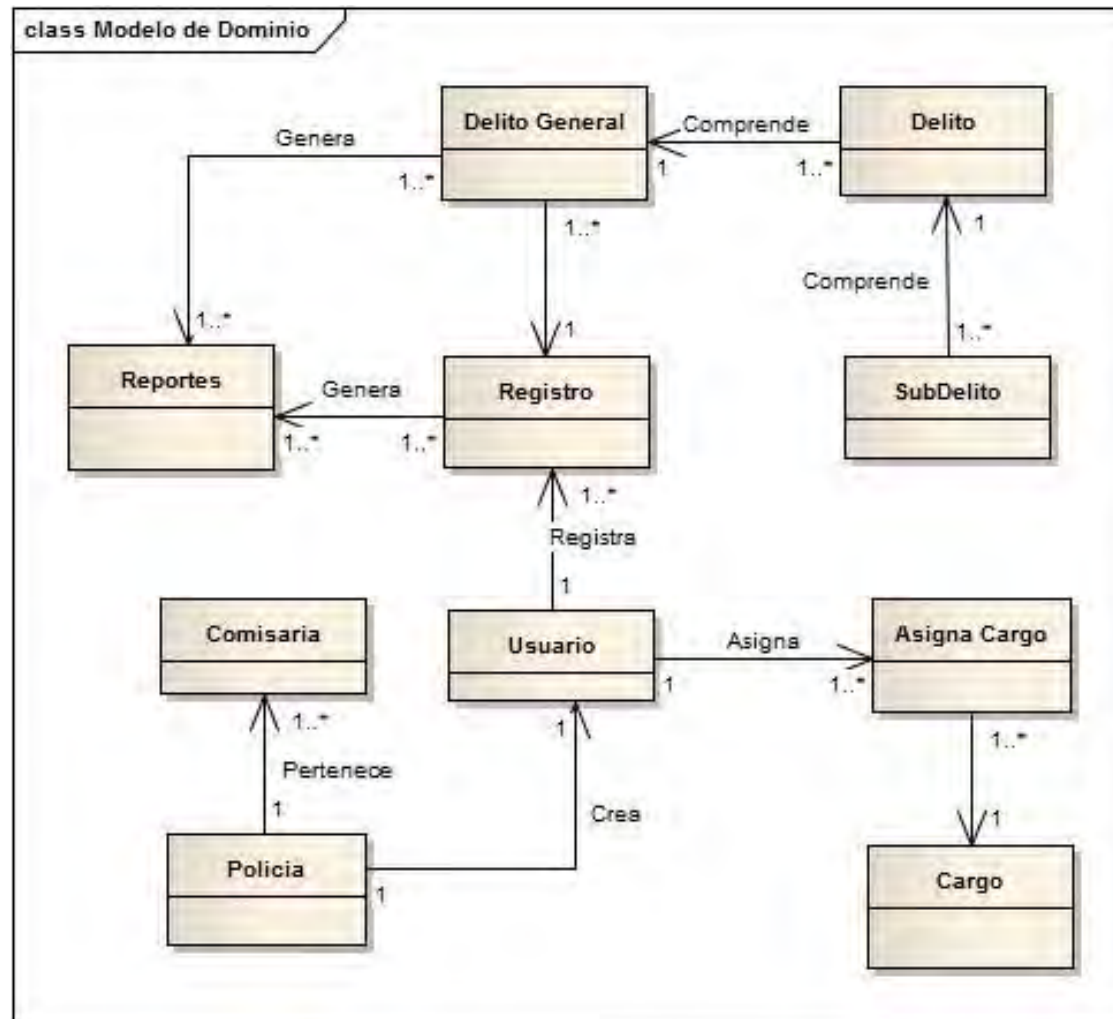 class Modelo de Dominio
Delito General
Comprende
Delito
Genera
1..*
1
1..*
1..*
1
Comprende
1..*
1
1..*
Reportes
Genera
Registro
SubDelito
1..*
1..*
1..*
Registra
1
Comisaria
Usuario
Asigna
Asigna Cargo
1
1..*
1..*
1
1..*
Pertenece
1
Crea
1
Policia
1
Cargo